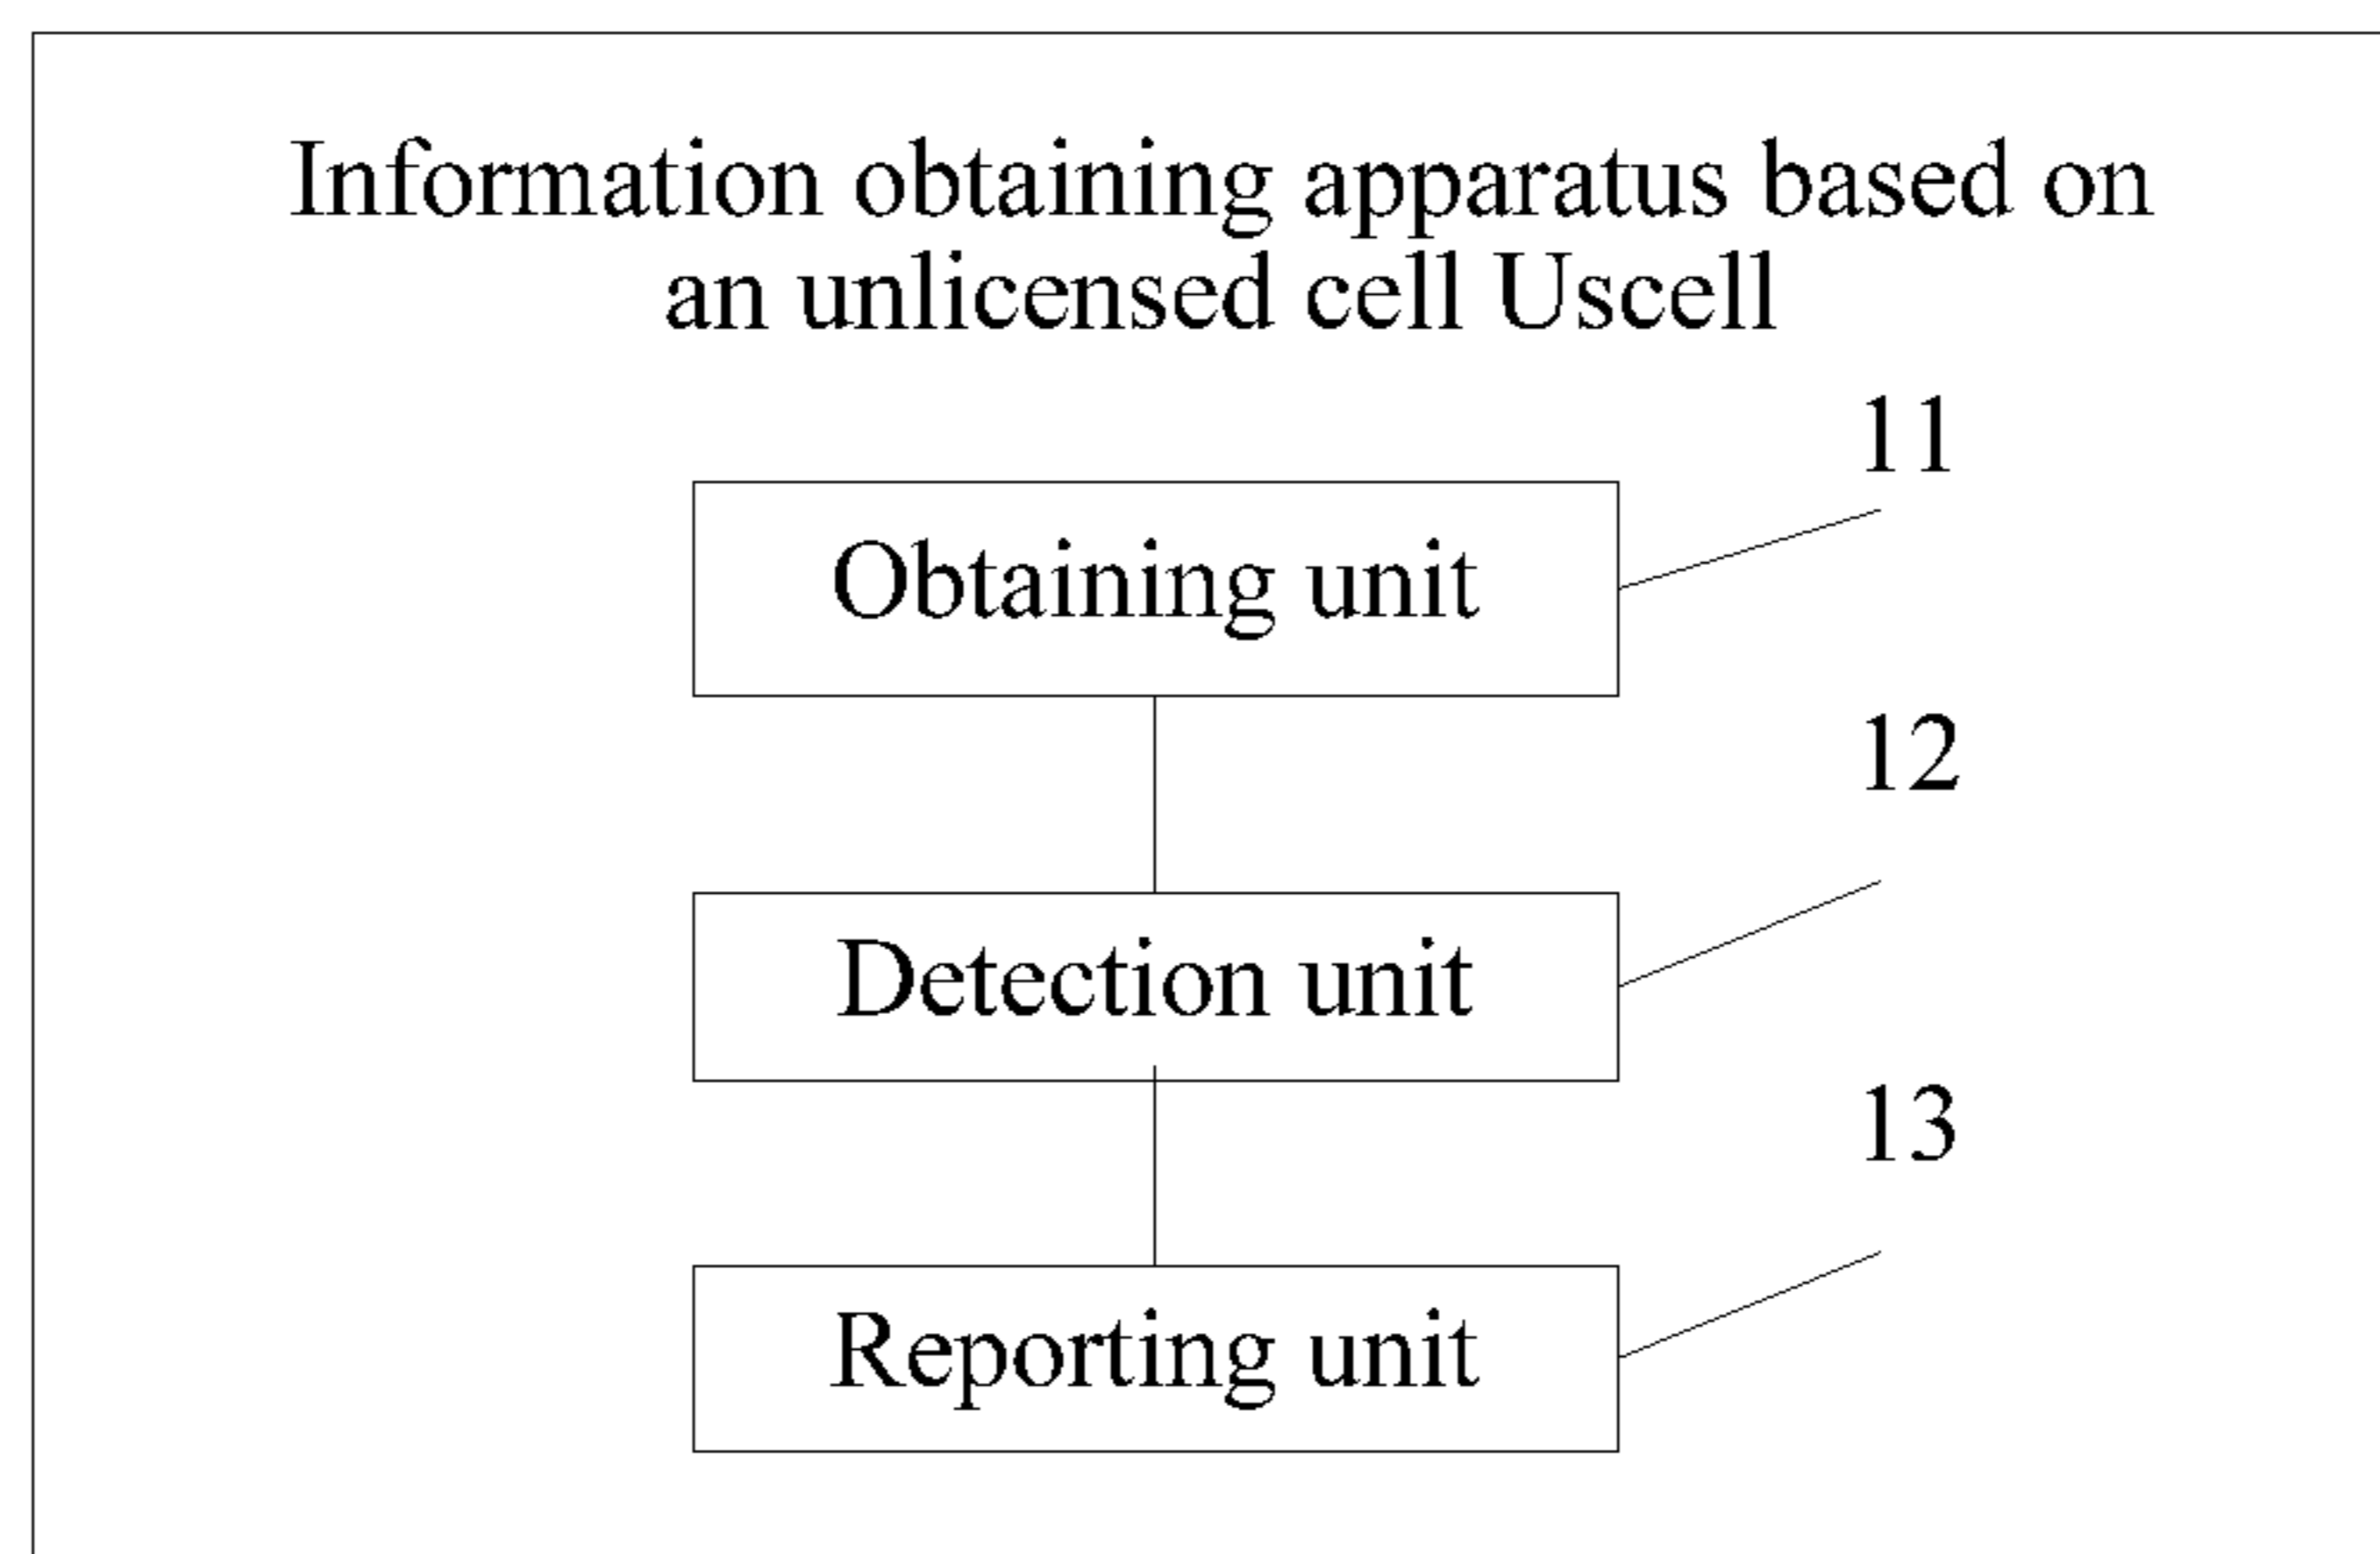 Information obtaining apparatus based on
an unlicensed cell Uscell
11
Obtaining unit
12
Detection unit
13
Reporting unit